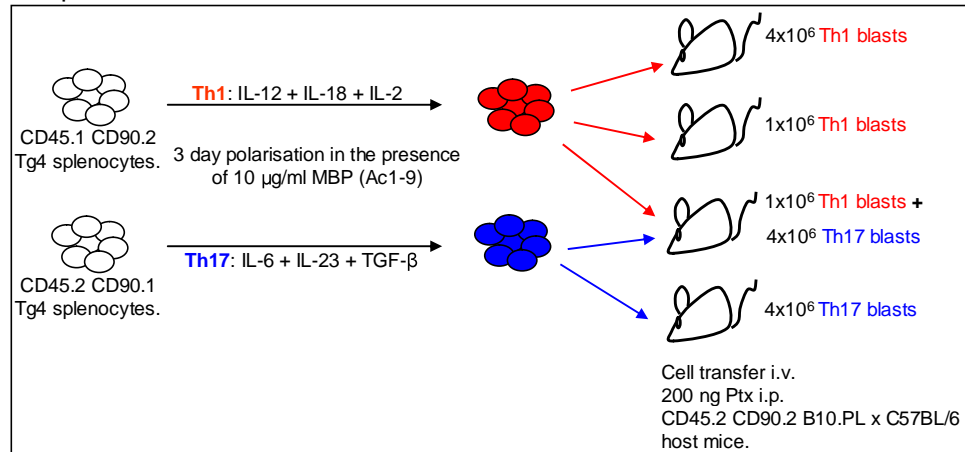 Th1: IL-12 + IL-18 + IL-2
CD45.1 CD90.2
Tg4 splenocytes.
3 day polarisation in the presence
of 10 µg/ml MBP (Ac1-9)
Th17: IL-6 + IL-23 + TGF-β
CD45.2 CD90.1
Tg4 splenocytes.
4x10⁶ Th1 blasts
1x10⁶ Th1 blasts
1x10⁶ Th1 blasts +
4x10⁶ Th17 blasts
4x10⁶ Th17 blasts
Cell transfer i.v.
200 ng Ptx i.p.
CD45.2 CD90.2 B10.PL x C57BL/6
host mice.